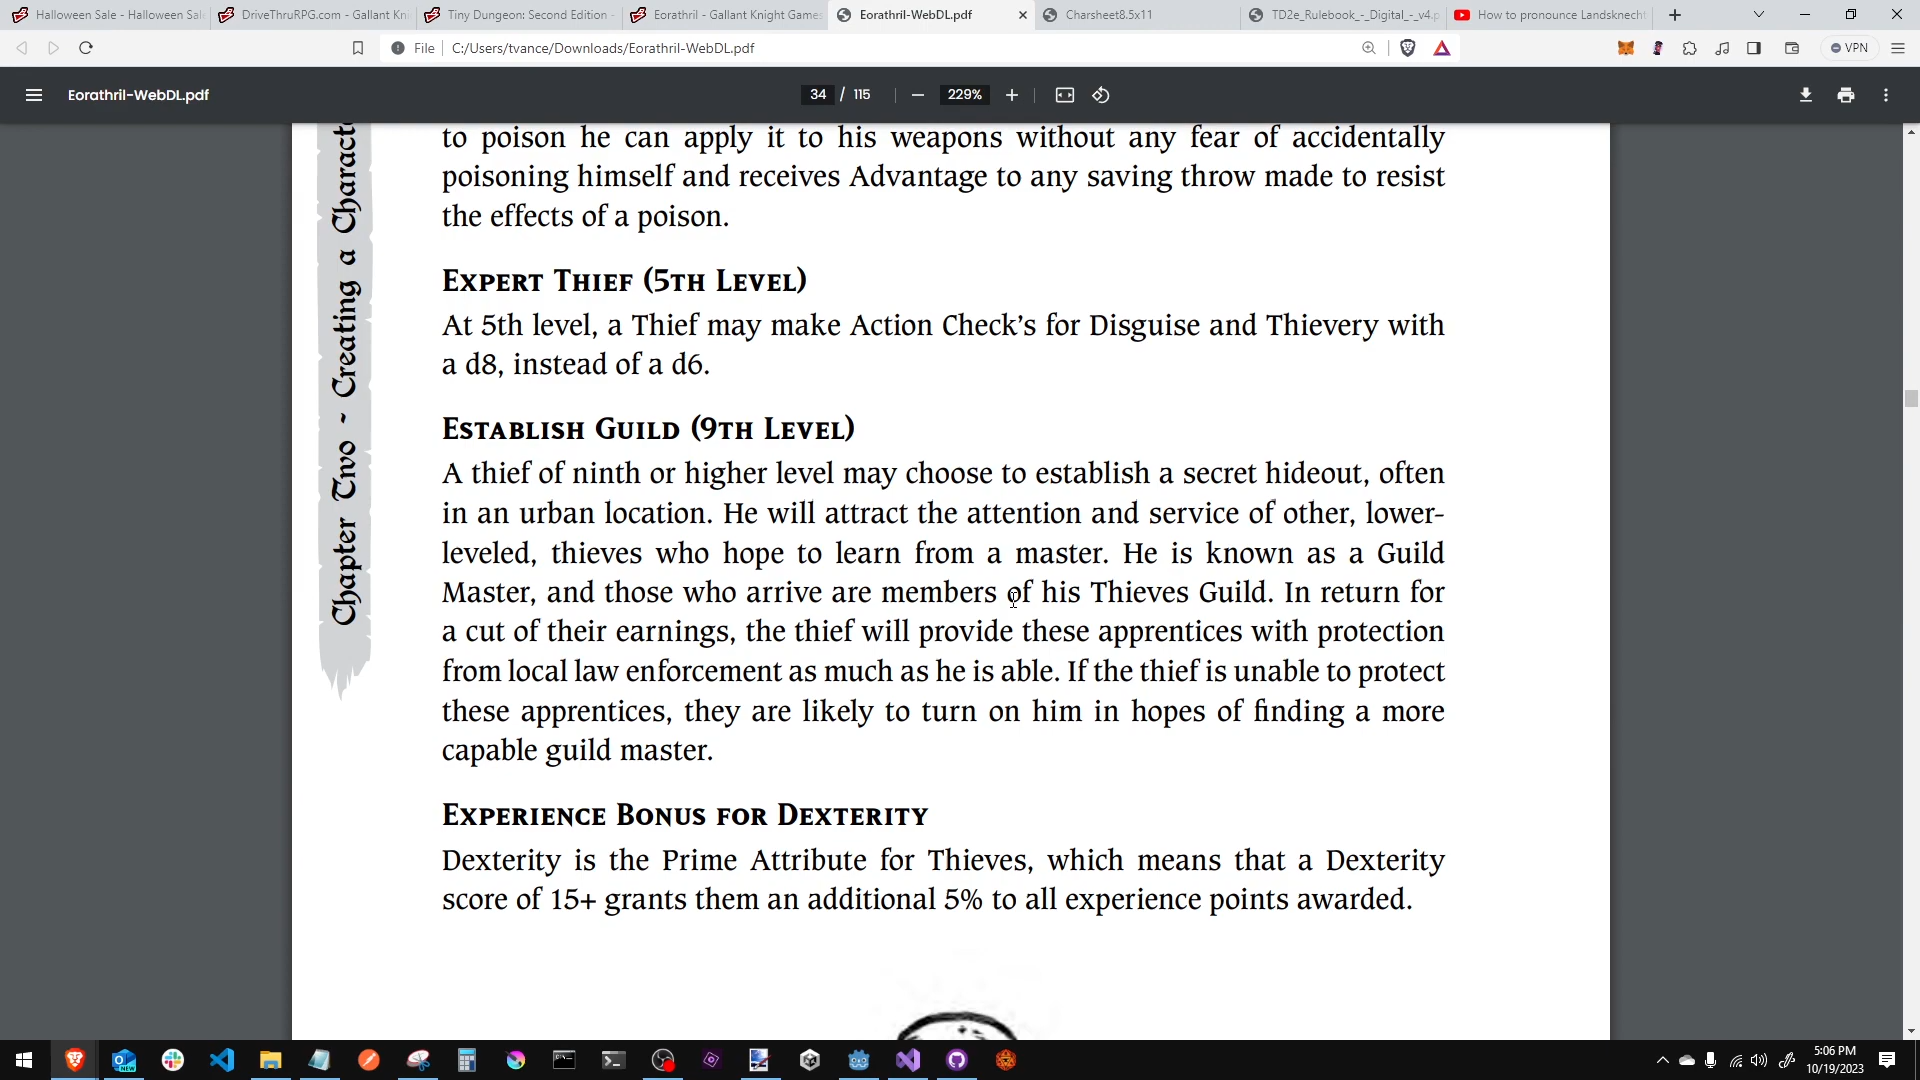 Halloween Sale - Halloween Sal
DriveThruRPG.com - Gallant Kni
Tiny Dungeon: Second Edition -
Eorathril - Gallant Knight Games
Eorathril-WebDL.pdf
Charsheet8.5x11
TD2e_Rulebook_-_Digital_-_v4.p
How to pronounce Landsknecht
File
C:/Users/tvance/Downloads/Eorathril-WebDL.pdf
VPN
Eorathril-WebDL.pdf
34 / 115
229%
Chapter Two - Creating a Charact
to poison he can apply it to his weapons without any fear of accidentally
poisoning himself and receives Advantage to any saving throw made to resist
the effects of a poison.
Expert Thief (5th Level)
At 5th level, a Thief may make Action Check's for Disguise and Thievery with
a d8, instead of a d6.
Establish Guild (9th Level)
A thief of ninth or higher level may choose to establish a secret hideout, often
in an urban location. He will attract the attention and service of other, lower-
leveled, thieves who hope to learn from a master. He is known as a Guild
Master, and those who arrive are members of his Thieves Guild. In return for
a cut of their earnings, the thief will provide these apprentices with protection
from local law enforcement as much as he is able. If the thief is unable to protect
these apprentices, they are likely to turn on him in hopes of finding a more
capable guild master.
Experience Bonus for Dexterity
Dexterity is the Prime Attribute for Thieves, which means that a Dexterity
score of 15+ grants them an additional 5% to all experience points awarded.
NEW
5:06 PM
10/19/2023